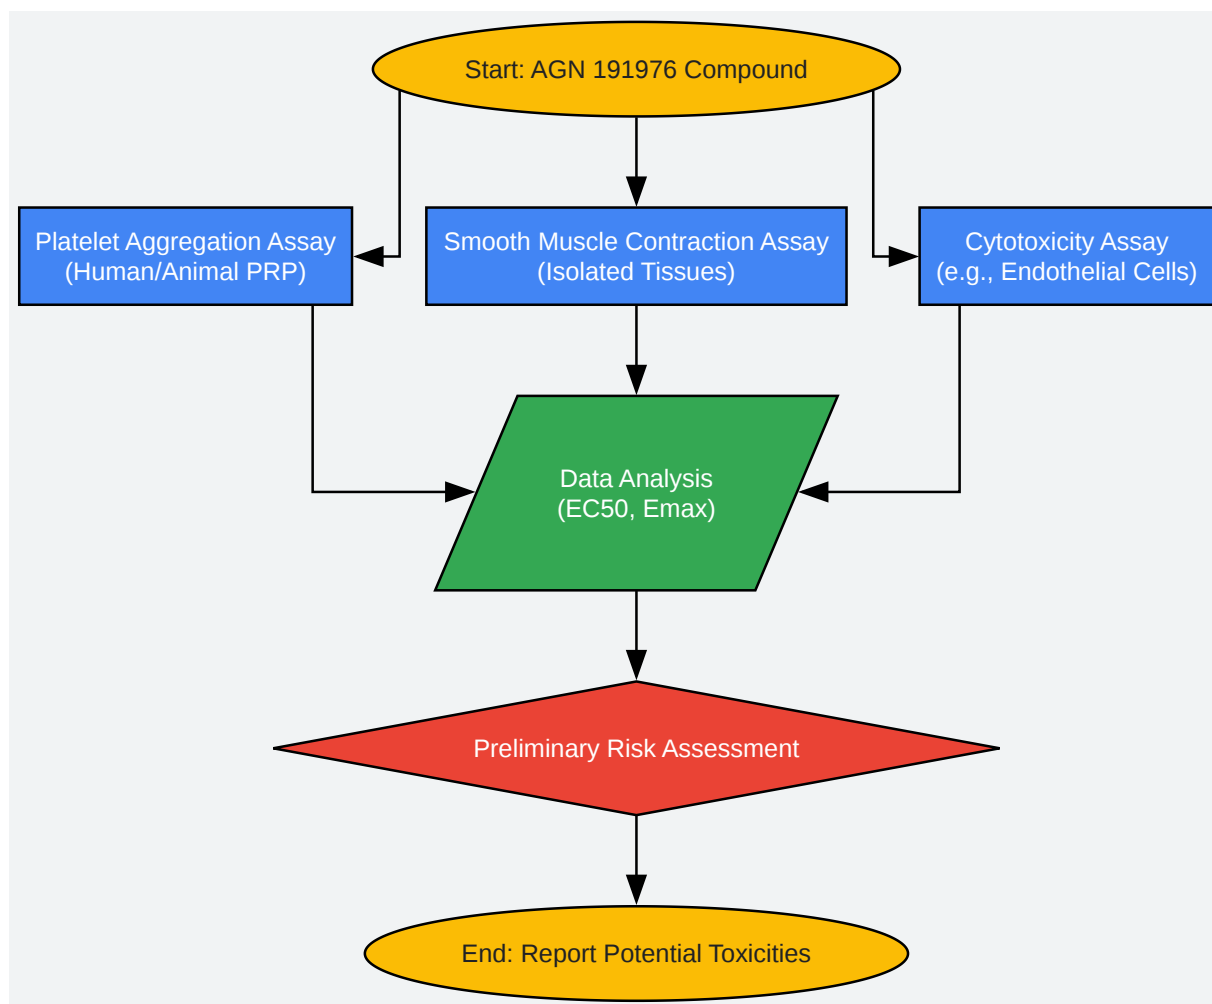 Start: AGN 191976 Compound
Platelet Aggregation Assay
(Human/Animal PRP)
Smooth Muscle Contraction Assay
(Isolated Tissues)
Cytotoxicity Assay
(e.g., Endothelial Cells)
Data Analysis
(EC50, Emax)
Preliminary Risk Assessment
End: Report Potential Toxicities